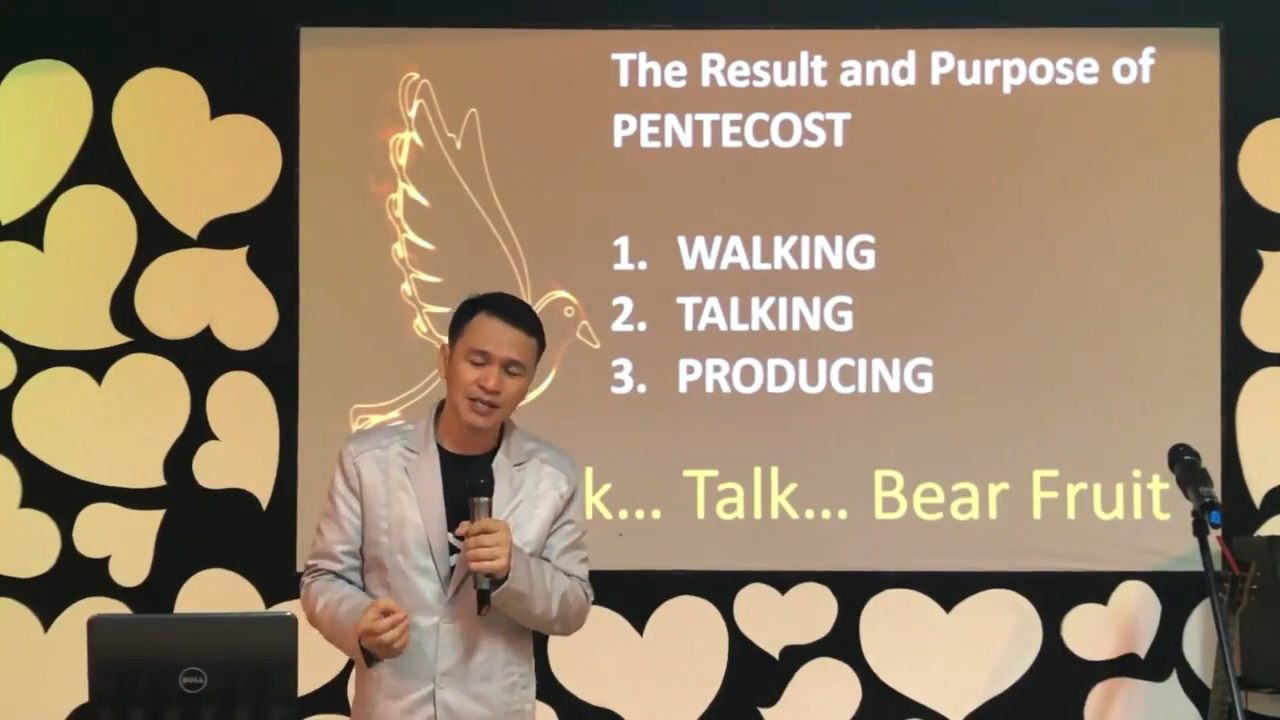 The Result and Purpose of
PENTECOST
1. WALKING
2. TALKING
3. PRODUCING
k... Talk... Bear Fruit
DELL